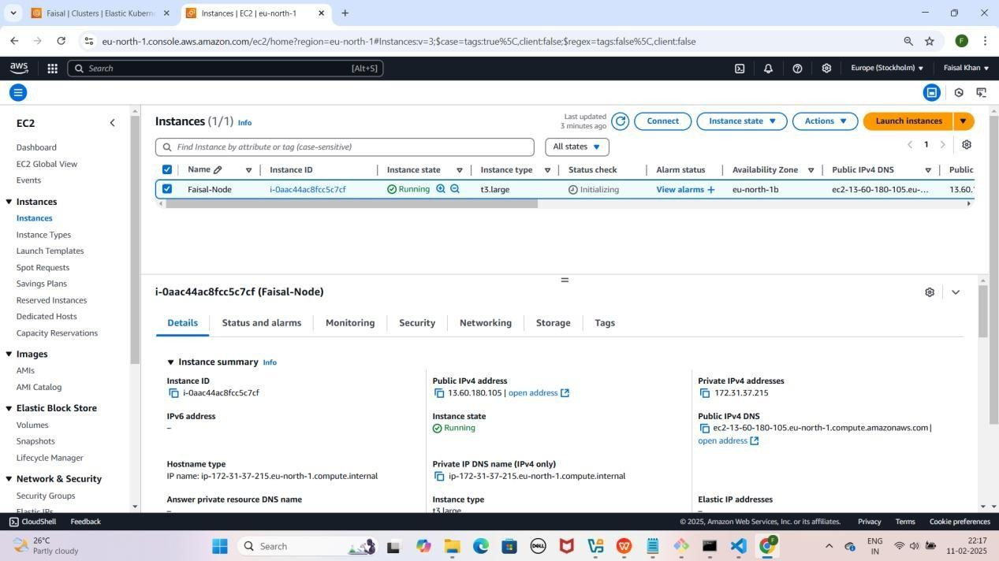 Faisal | Clusters | Elastic Kubern
Instances | EC2 | eu-north-1
eu-north-1.console.aws.amazon.com/ec2/home?region=eu-north-1#Instances:v=3;$case=tags:true%5C,client:false;$regex=tags:false%5C,client:false
F
aws
Search
[Alt+S]
Europe (Stockholm)
Faisal Khan
EC2
Dashboard
EC2 Global View
Events
Instances
Instances
Instance Types
Launch Templates
Spot Requests
Savings Plans
Reserved Instances
Dedicated Hosts
Capacity Reservations
Images
AMIs
AMI Catalog
Elastic Block Store
Volumes
Snapshots
Lifecycle Manager
Network & Security
Security Groups
Elastic IPs
Instances (1/1) Info
Last updated
3 minutes ago
Connect
Instance state
Actions
Launch instances
Find Instance by attribute or tag (case-sensitive)
All states
1
Name Instance ID Instance state Instance type Status check Alarm status Availability Zone Public IPv4 DNS Public
Faisal-Node i-0aac44ac8fcc5c7cf Running t3.large Initializing View alarms + eu-north-1b ec2-13-60-180-105.eu-... 13.60.
i-0aac44ac8fcc5c7cf (Faisal-Node)
Details Status and alarms Monitoring Security Networking Storage Tags
Instance summary Info
Instance ID
i-0aac44ac8fcc5c7cf
Public IPv4 address
13.60.180.105 | open address
Private IPv4 addresses
172.31.37.215
IPv6 address
–
Instance state
Running
Public IPv4 DNS
ec2-13-60-180-105.eu-north-1.compute.amazonaws.com |
open address
Hostname type
IP name: ip-172-31-37-215.eu-north-1.compute.internal
Private IP DNS name (IPv4 only)
ip-172-31-37-215.eu-north-1.compute.internal
Answer private resource DNS name
–
Instance type
t3.large
Elastic IP addresses
–
CloudShell
Feedback
© 2025, Amazon Web Services, Inc. or its affiliates.
Privacy
Terms
Cookie preferences
26°C
Partly cloudy
Search
DELL
F
ENG
IN
22:17
11-02-2025